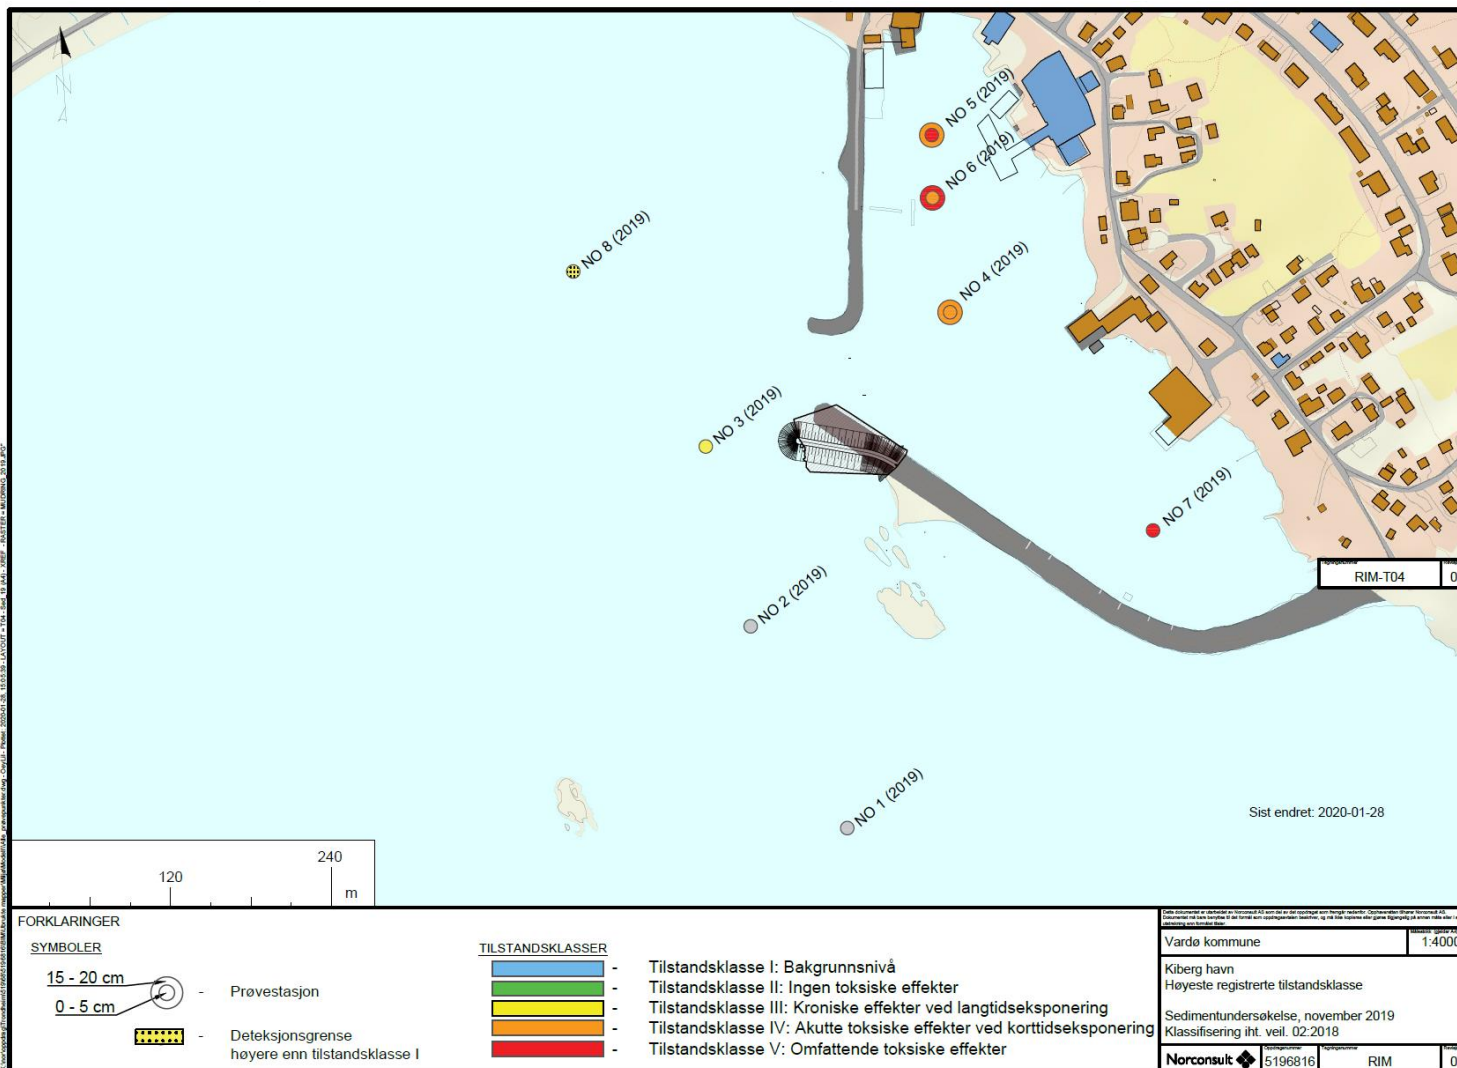 NO 5 (2019)
NO 6 (2019)
NO 8 (2019)
NO 4 (2019)
NO 3 (2019)
NO 7 (2019)
RIM-T04
0
NO 2 (2019)
NO 1 (2019)
Sist endret: 2020-01-28
120
240
m
FORKLARINGER
SYMBOLER
15 - 20 cm
0 - 5 cm
- Prøvestasjon
- Deteksjonsgrense
høyere enn tilstandsklasse I
TILSTANDSKLASSER
- Tilstandsklasse I: Bakgrunnsnivå
- Tilstandsklasse II: Ingen toksiske effekter
- Tilstandsklasse III: Kroniske effekter ved langtidseksponering
- Tilstandsklasse IV: Akutte toksiske effekter ved korttidseksponering
- Tilstandsklasse V: Omfattende toksiske effekter
Vardø kommune
1:4000
Kiberg havn
Høyeste registrerte tilstandsklasse
Sedimentundersøkelse, november 2019
Klassifisering iht. veil. 02:2018
Norconsult
5196816
RIM
0